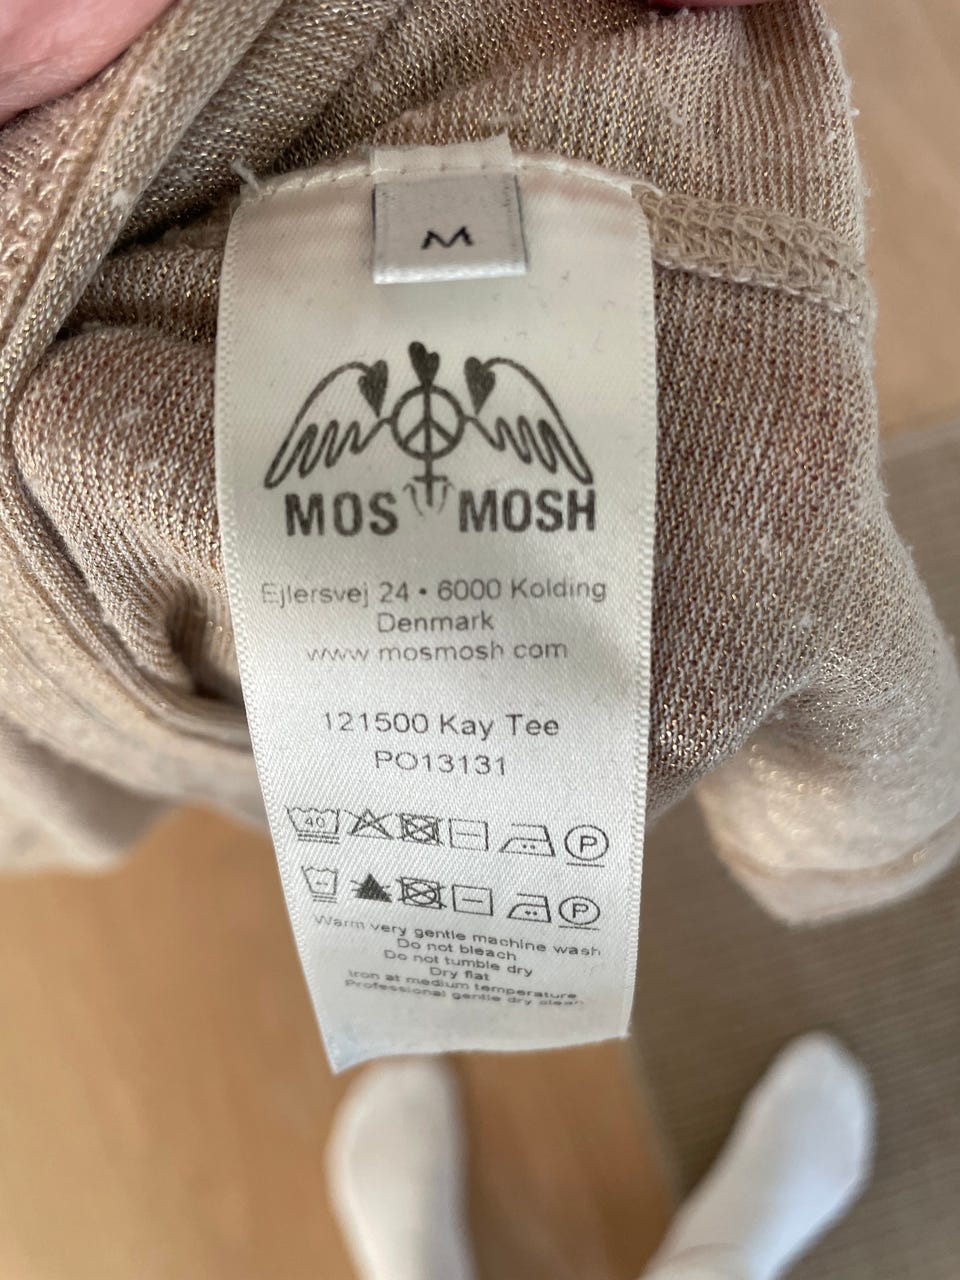 M
MOS MOSH
Ejlersvej 24 • 6000 Kolding
Denmark
www mosmosh com
121500 Kay Tee
PO13131
40 P
P
Warm very gentle machine wash
Do not bleach
Do not tumble dry
Dry flat
Iron at medium temperature
Professional gentle dry clean